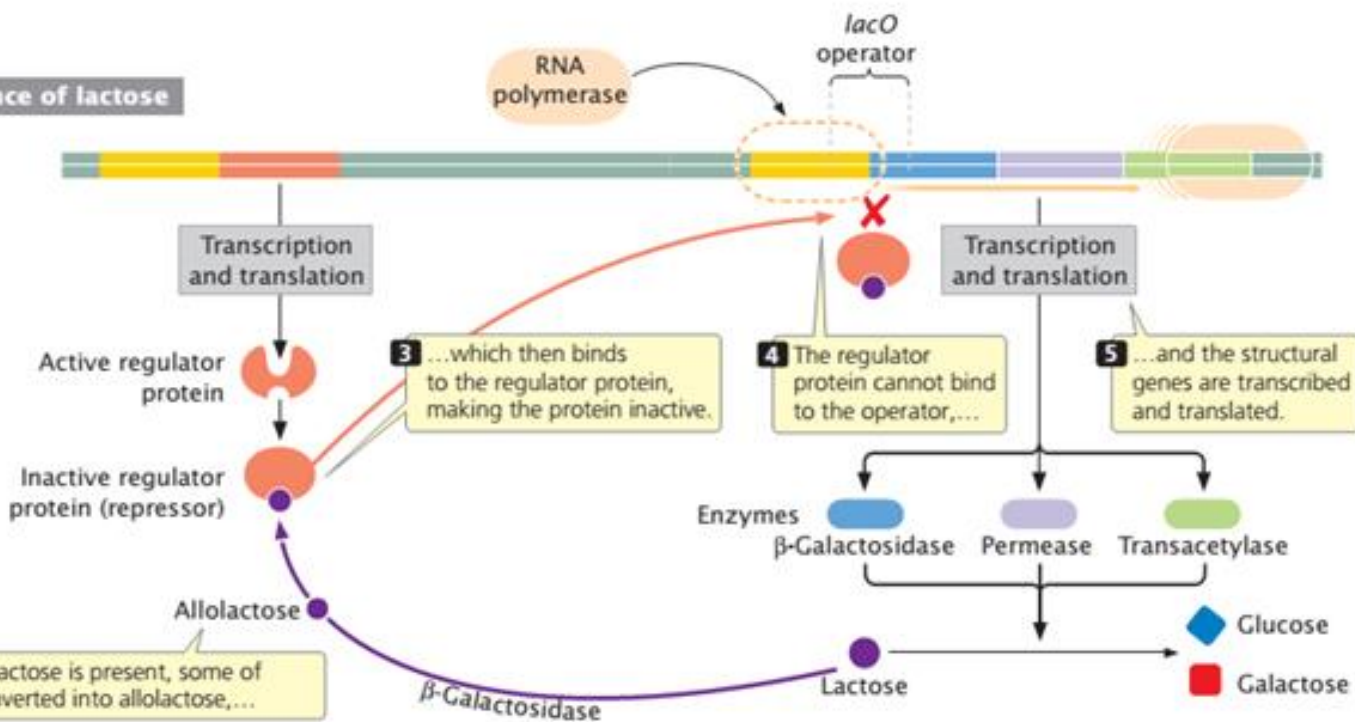 lacO
operator
RNA
polymerase
nce of lactose
Transcription
and translation
Transcription
and translation
Active regulator
protein
3 ...which then binds
to the regulator protein,
making the protein inactive.
4 The regulator
protein cannot bind
to the operator,...
5 ...and the structural
genes are transcribed
and translated.
Inactive regulator
protein (repressor)
Enzymes
β-Galactosidase
Permease
Transacetylase
Allolactose
actose is present, some of
verted into allolactose,...
β-Galactosidase
Lactose
Glucose
Galactose